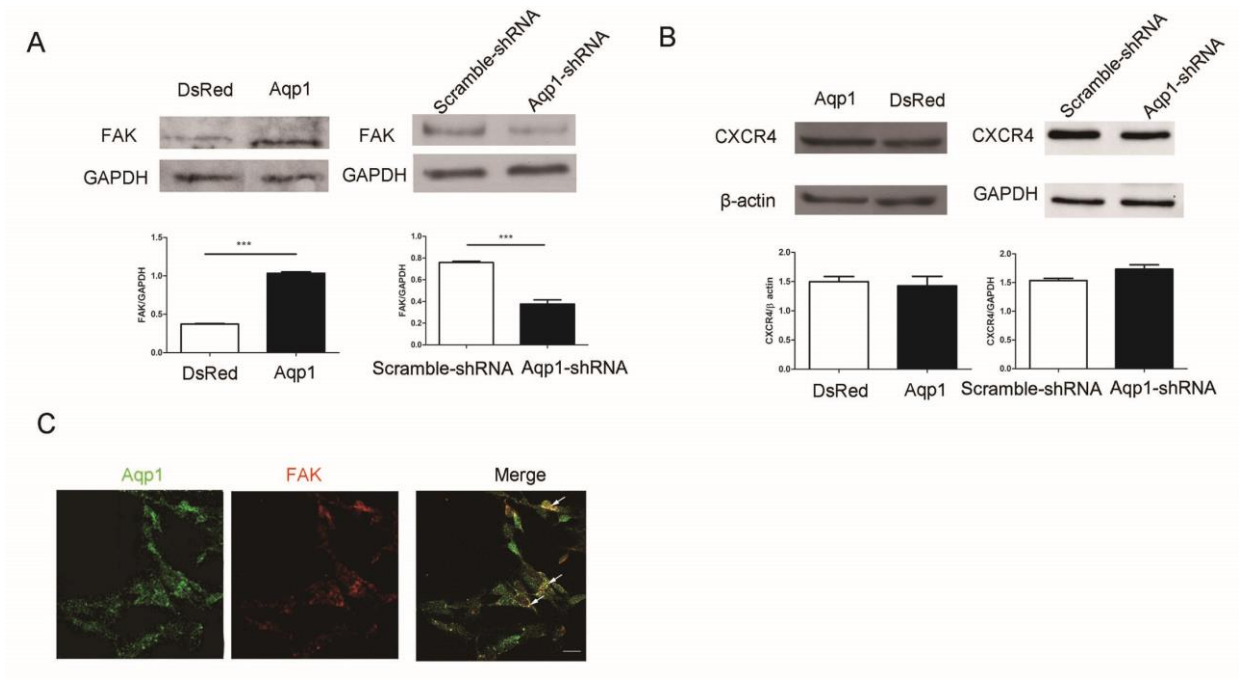 A
DsRed Aqp1
FAK
GAPDH
Scramble-shRNA
Aqp1-shRNA
FAK
GAPDH
1.5
1.0
0.5
0.0
FAK/GAPDH
***
DsRed Aqp1
0.8
0.6
0.4
0.2
0.0
FAK/GAPDH
***
Scramble-shRNA Aqp1-shRNA
B
Aqp1 DsRed
CXCR4
β-actin
Scramble-shRNA
Aqp1-shRNA
CXCR4
GAPDH
2.0
1.5
1.0
0.5
0.0
CXCR4/β actin
DsRed Aqp1
2.0
1.5
1.0
0.5
0.0
CXCR4/GAPDH
Scramble-shRNA Aqp1-shRNA
C
Aqp1 FAK Merge